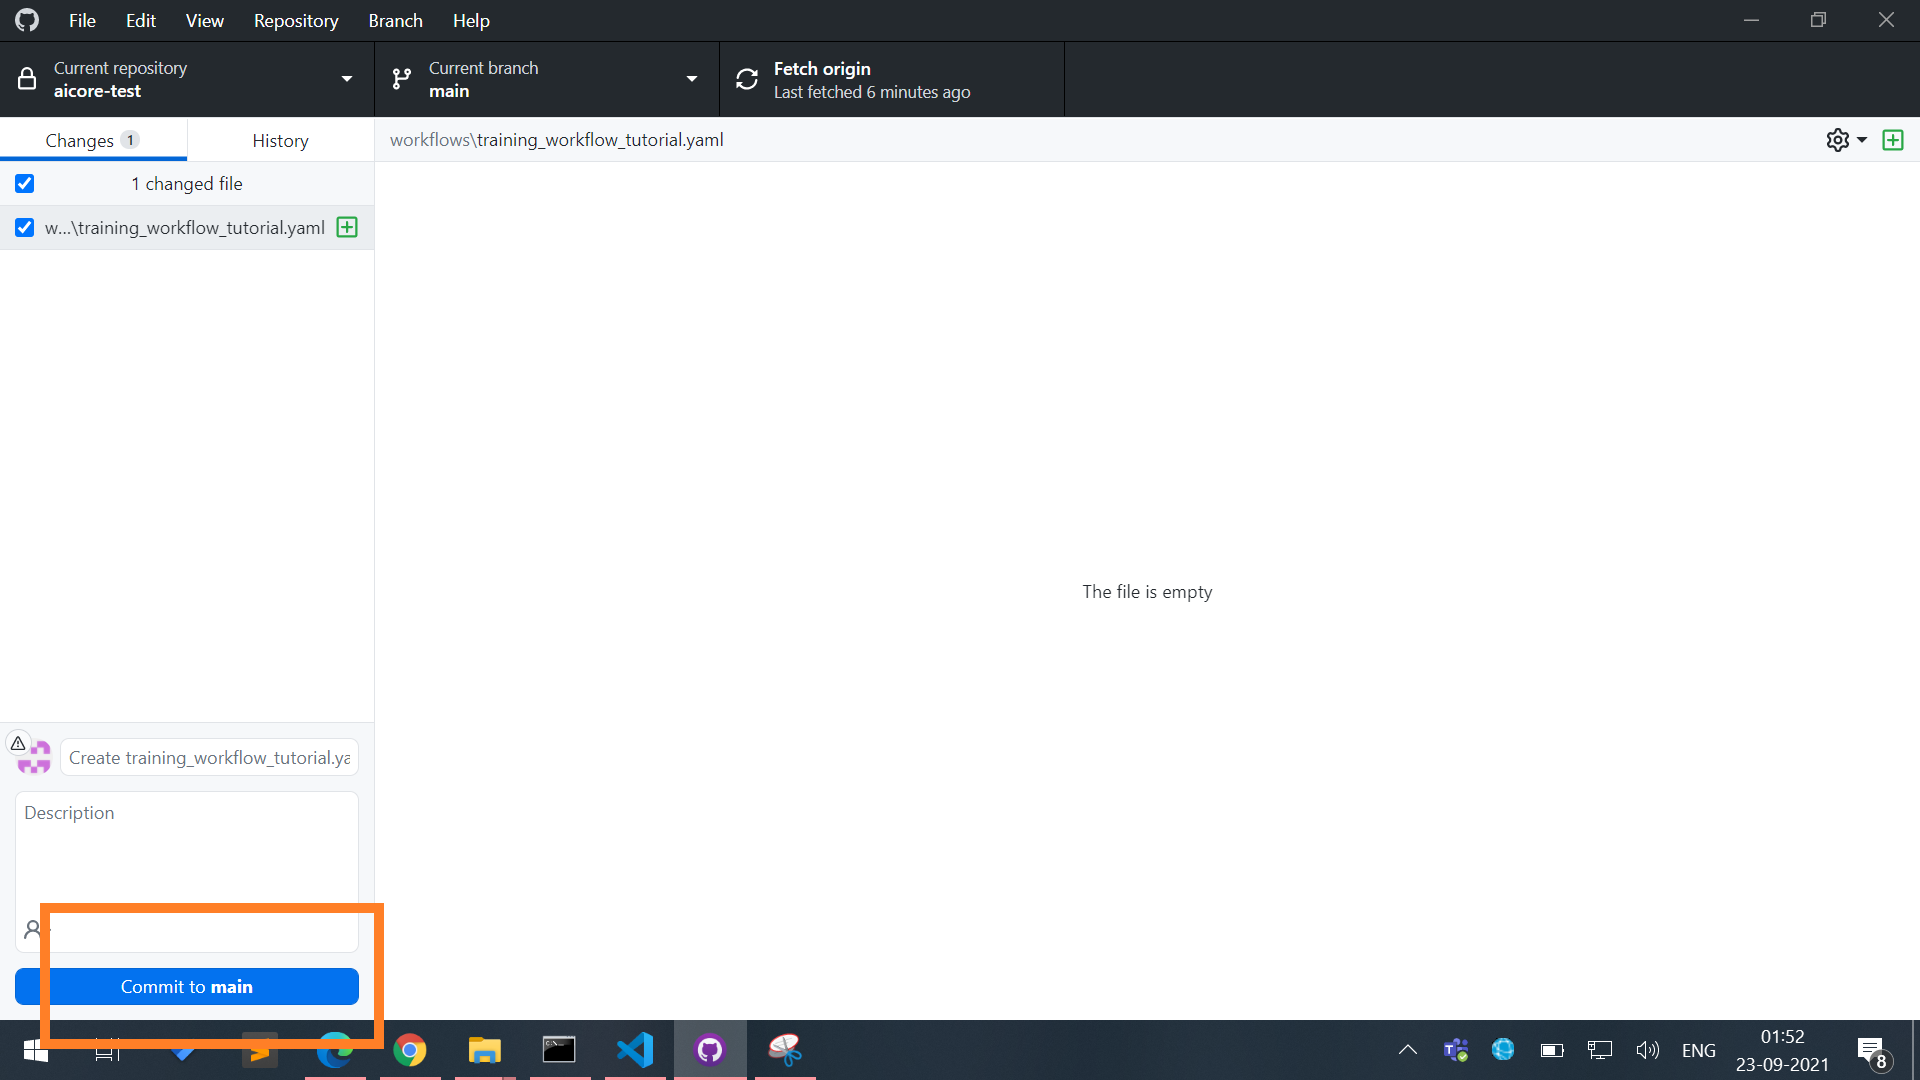 File Edit View Repository Branch Help
Current repository
aicore-test
Current branch
main
Fetch origin
Last fetched 6 minutes ago
Changes 1
History
workflows\training_workflow_tutorial.yaml
1 changed file
w...\training_workflow_tutorial.yaml
The file is empty
Create training_workflow_tutorial.ya
Description
Commit to main
ENG
01:52
23-09-2021
8